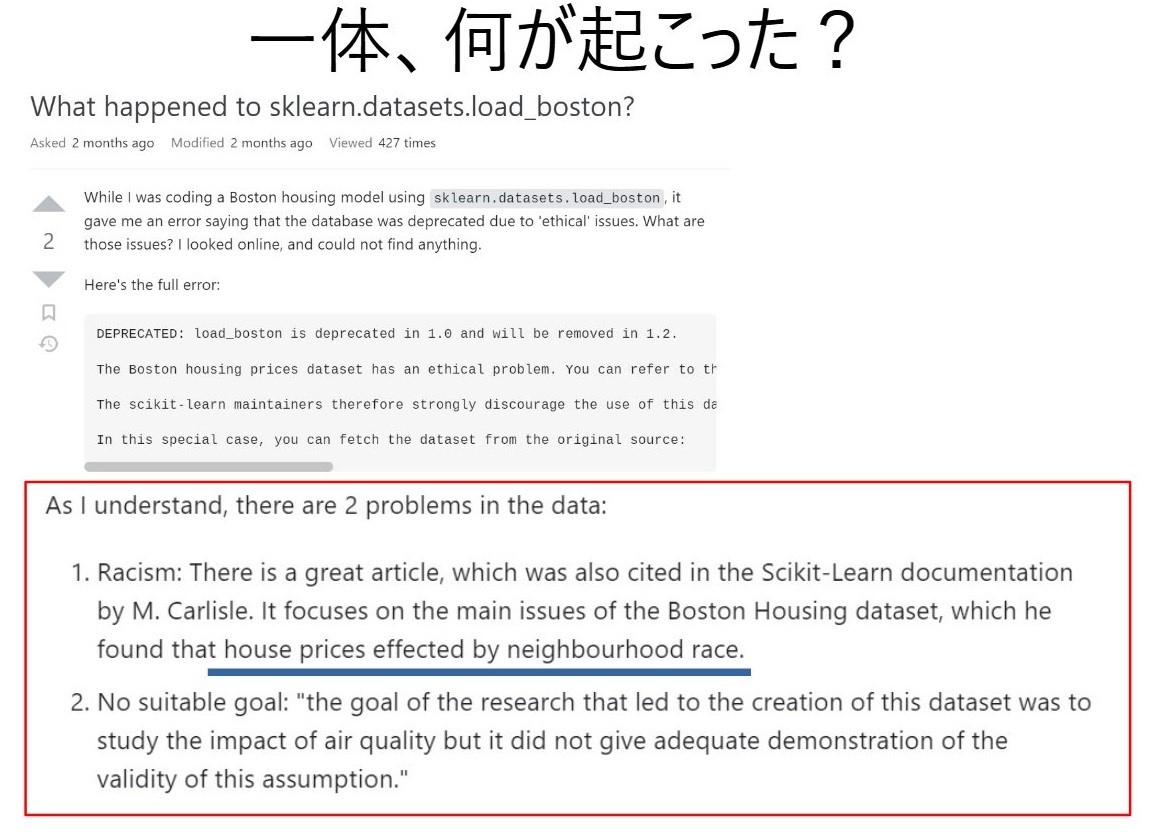 一体、何が起こった？
What happened to sklearn.datasets.load_boston?
Asked 2 months ago Modified 2 months ago Viewed 427 times
While I was coding a Boston housing model using sklearn.datasets.load_boston, it
gave me an error saying that the database was deprecated due to 'ethical' issues. What are
2
those issues? I looked online, and could not find anything.
Here's the full error:
DEPRECATED: load_boston is deprecated in 1.0 and will be removed in 1.2.
The Boston housing prices dataset has an ethical problem. You can refer to th
The scikit-learn maintainers therefore strongly discourage the use of this da
In this special case, you can fetch the dataset from the original source:
As I understand, there are 2 problems in the data:
1. Racism: There is a great article, which was also cited in the Scikit-Learn documentation
by M. Carlisle. It focuses on the main issues of the Boston Housing dataset, which he
found that house prices effected by neighbourhood race.
2. No suitable goal: "the goal of the research that led to the creation of this dataset was to
study the impact of air quality but it did not give adequate demonstration of the
validity of this assumption."